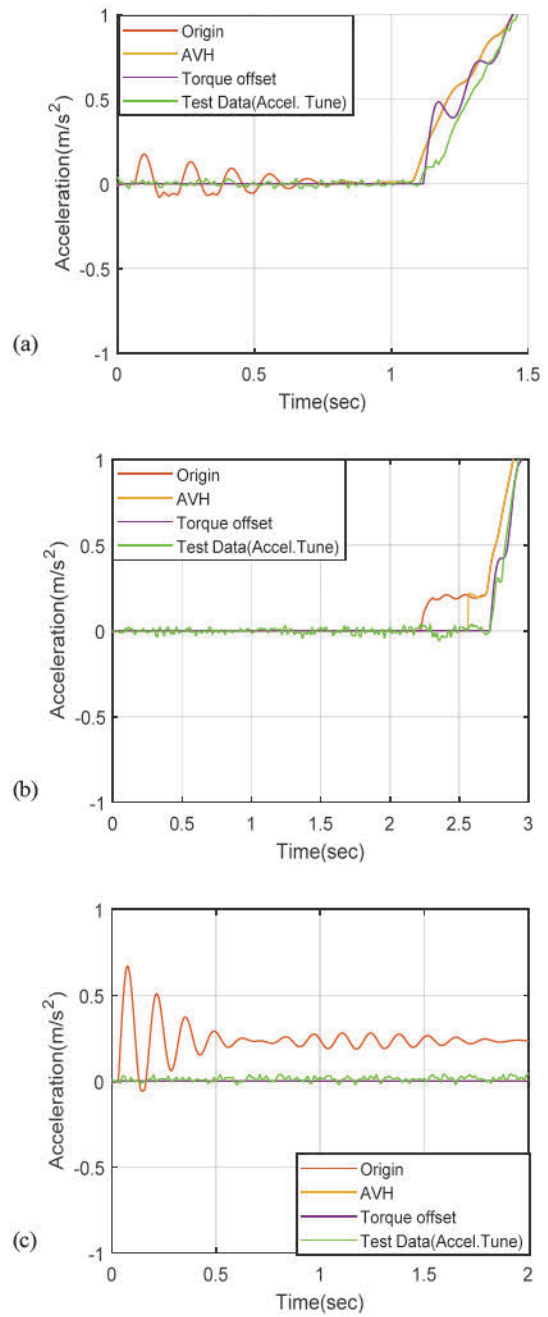 1
Origin
AVH
Torque offset
Test Data(Accel. Tune)
0.5
0
-0.5
-1
Acceleration(m/s²)
0 0.5 1 1.5
Time(sec)
(a)
1
Origin
AVH
Torque offset
Test Data(Accel.Tune)
0.5
0
-0.5
-1
Acceleration(m/s²)
0 0.5 1 1.5 2 2.5 3
Time(sec)
(b)
1
0.5
0
-0.5
-1
Acceleration(m/s²)
Origin
AVH
Torque offset
Test Data(Accel.Tune)
0 0.5 1 1.5 2
Time(sec)
(c)